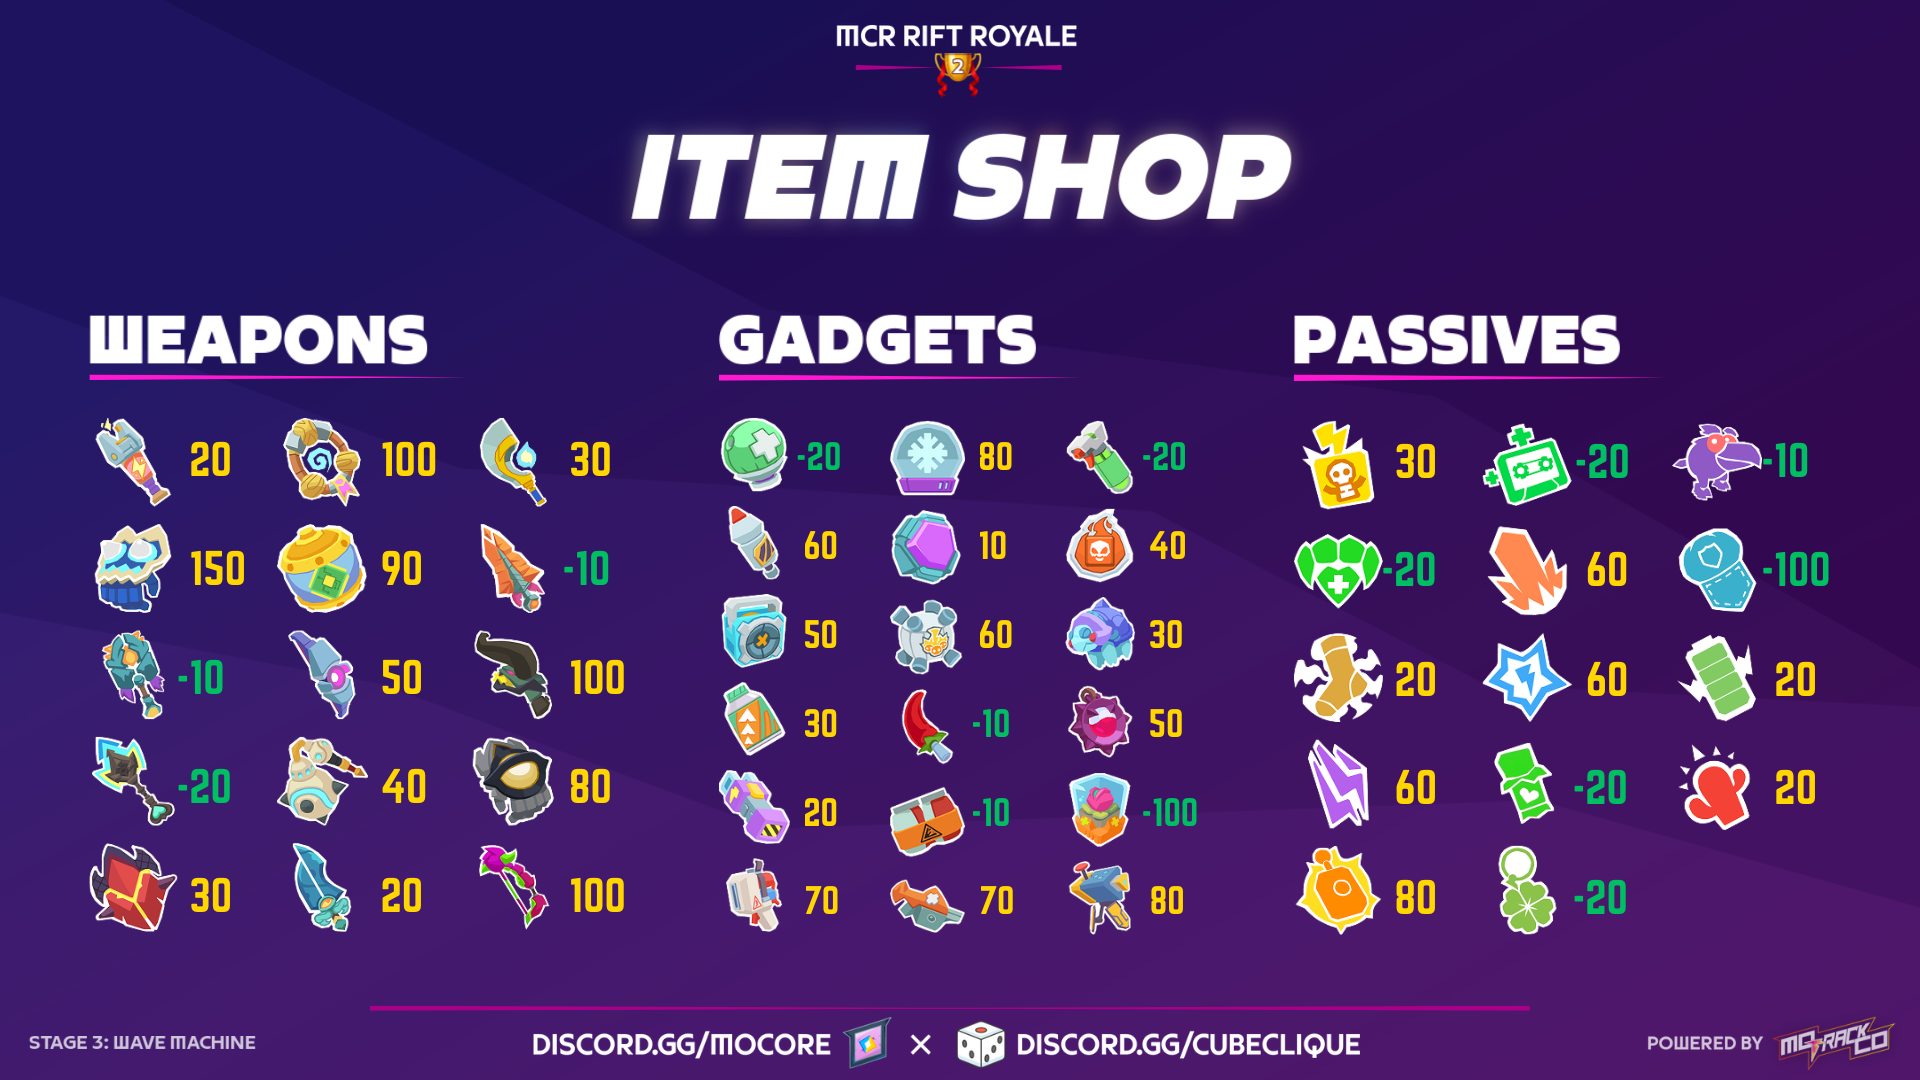 MCR RIFT ROYALE
2
ITEM SHOP
WEAPONS
20 100 30
150 90 -10
-10 50 100
-20 40 80
30 20 100
GADGETS
-20 80 -20
60 10 40
50 60 30
30 -10 50
20 -10 -100
70 70 80
PASSIVES
30 -20 -10
-20 60 -100
20 60 20
60 -20 20
80 -20
STAGE 3: WAVE MACHINE
DISCORD.GG/MOCORE × DISCORD.GG/CUBECLIQUE
POWERED BY MOTRACKCO